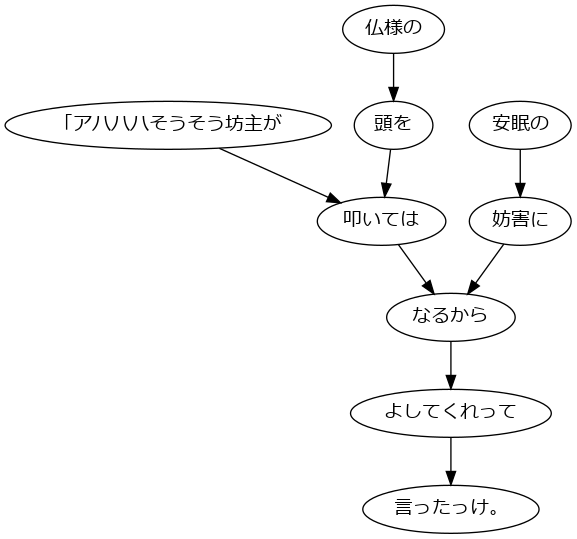 仏様の
「アハハハそうそう坊主が
頭を
安眠の
叩いては
妨害に
なるから
よしてくれって
言ったっけ。